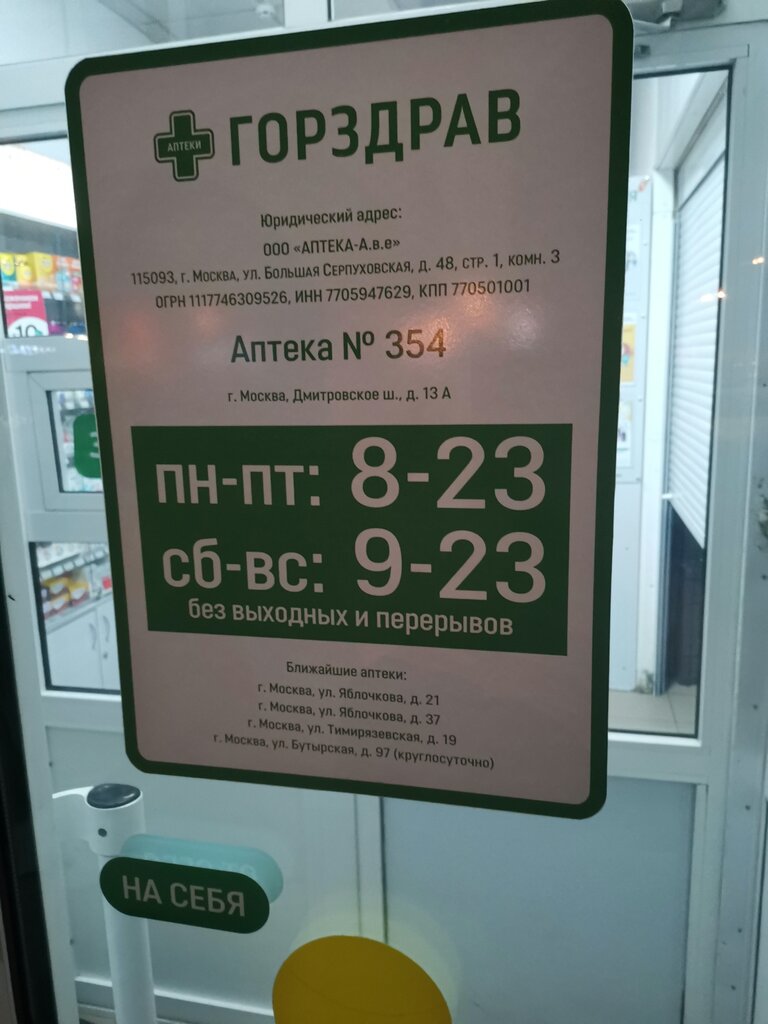 АПТЕКИ
ГОРЗДРАВ
Юридический адрес:
ООО «АПТЕКА-А.в.е»
115093, г. Москва, ул. Большая Серпуховская, д. 48, стр. 1, комн. 3
ОГРН 1117746309526, ИНН 7705947629, КПП 770501001
Аптека № 354
г. Москва, Дмитровское ш., д. 13 А
пн-пт: 8-23
сб-вс: 9-23
без выходных и перерывов
Ближайшие аптеки:
г. Москва, ул. Яблочкова, д. 21
г. Москва, ул. Яблочкова, д. 37
г. Москва, ул. Тимирязевская, д. 19
г. Москва, ул. Бутырская, д. 97 (круглосуточно)
НА СЕБЯ